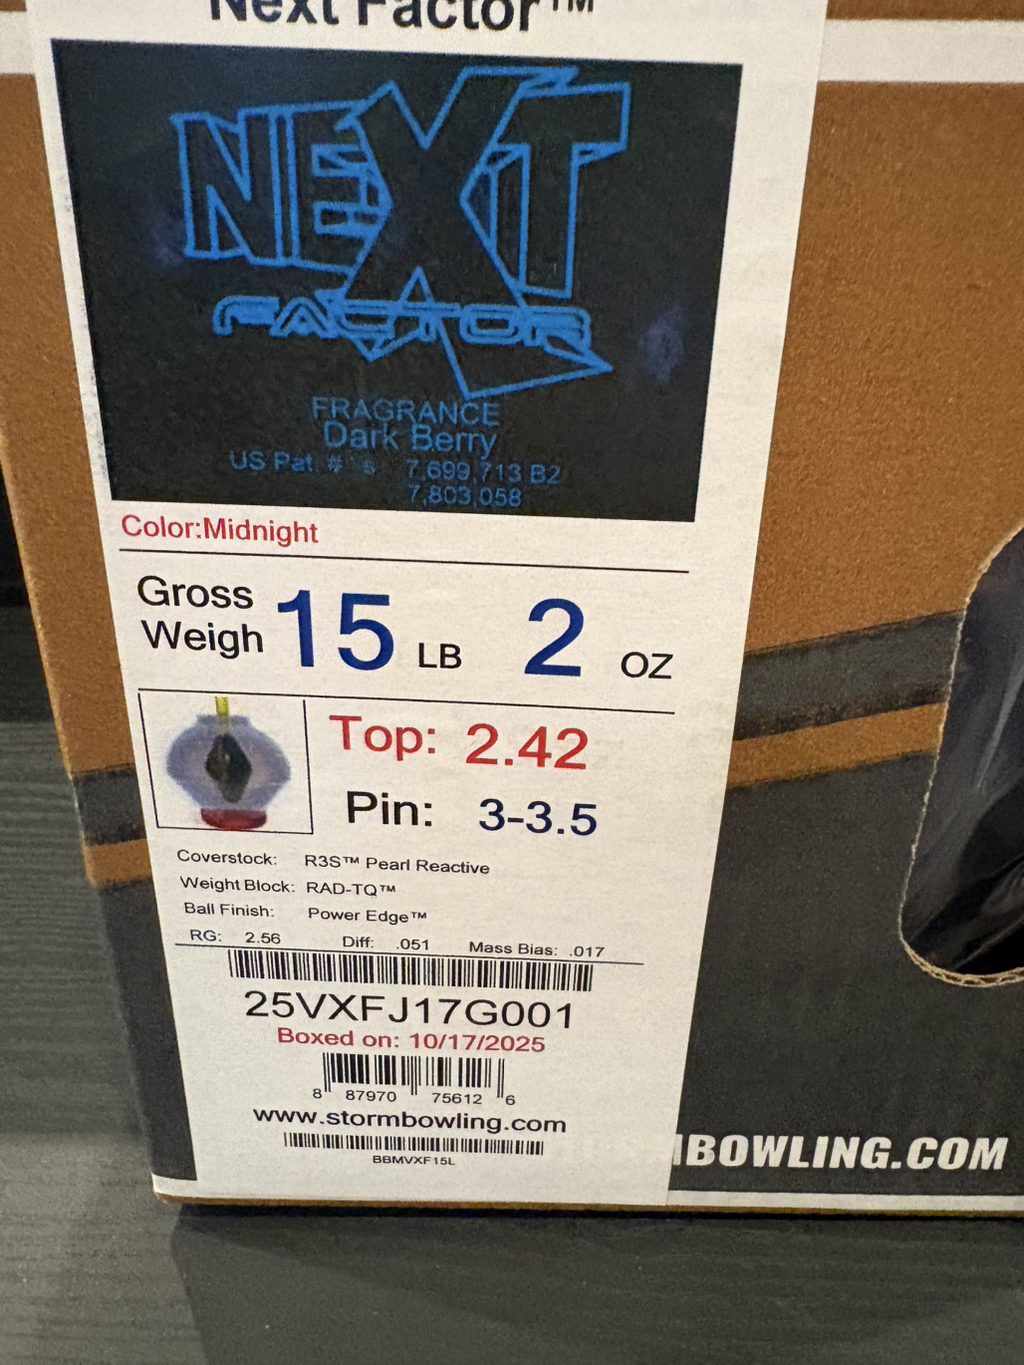 Next Factor™
NEXT
FACTOR
FRAGRANCE
Dark Berry
US Pat. #`s 7,699,713 B2
7,803,058
Color:Midnight
Gross
Weigh
15 LB 2 OZ
Top: 2.42
Pin: 3-3.5
Coverstock: R3S™ Pearl Reactive
Weight Block: RAD-TQ™
Ball Finish: Power Edge™
RG: 2.56 Diff: .051 Mass Bias: .017
25VXFJ17G001
Boxed on: 10/17/2025
8 87970 75612 6
www.stormbowling.com
BBMVXF15L
MBOWLING.COM